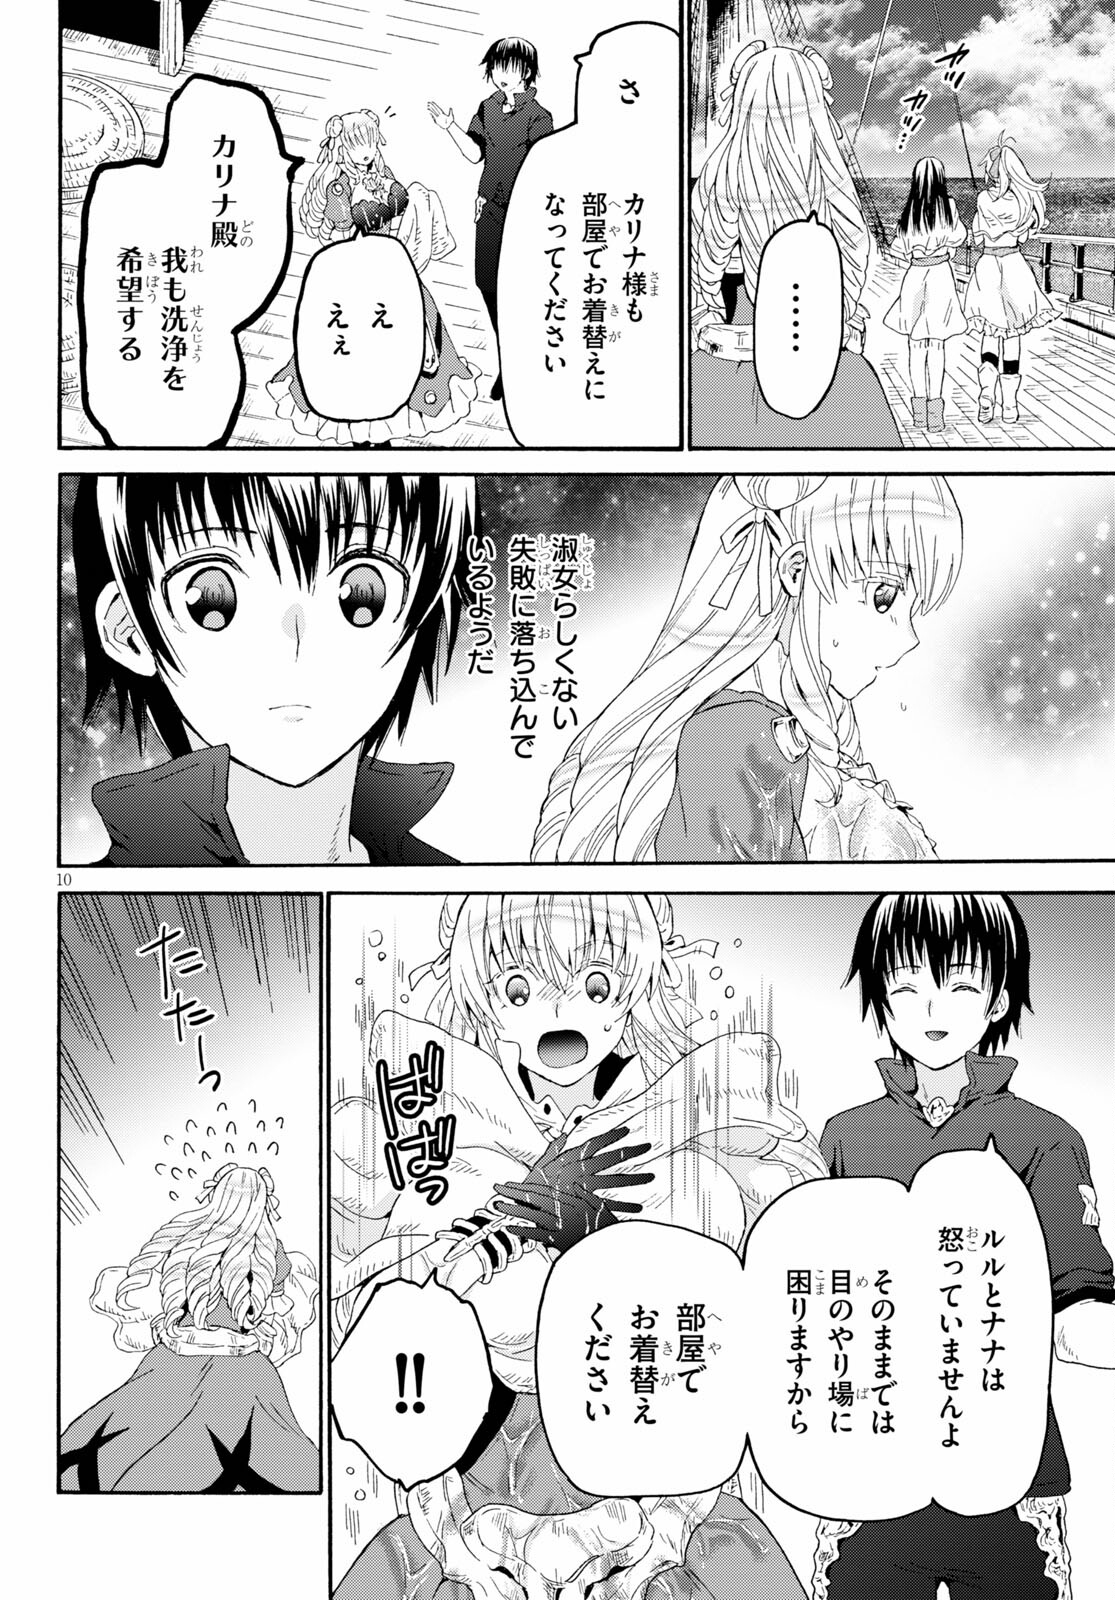 カツ
カツ…
……
さ
カリナ様も
部屋でお着替えに
なってください
え
えぇ
カリナ殿
我も洗浄を
希望する
淑女らしくない
失敗に落ち込んで
いるようだ
10
ルルとナナは
怒っていませんよ
そのままでは
目のやり場に
困りますから
部屋で
お着替え
ください
ばばばっ
!!
たたーっ